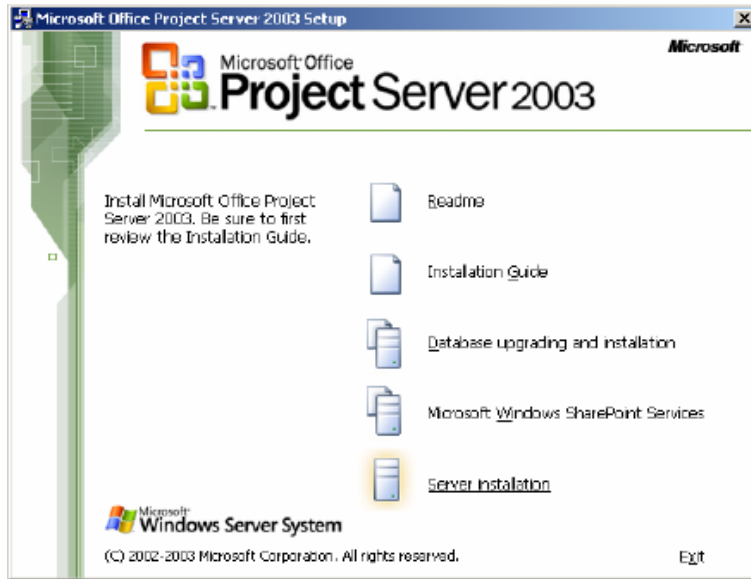 Microsoft Office Project Server 2003 Setup
Microsoft
Microsoft Office
Project Server 2003
Install Microsoft Office Project
Server 2003. Be sure to first
review the Installation Guide.
Readme
Installation Guide
Database upgrading and installation
Microsoft Windows SharePoint Services
Server installation
Microsoft
Windows Server System
(C) 2002-2003 Microsoft Corporation. All rights reserved.
Exit